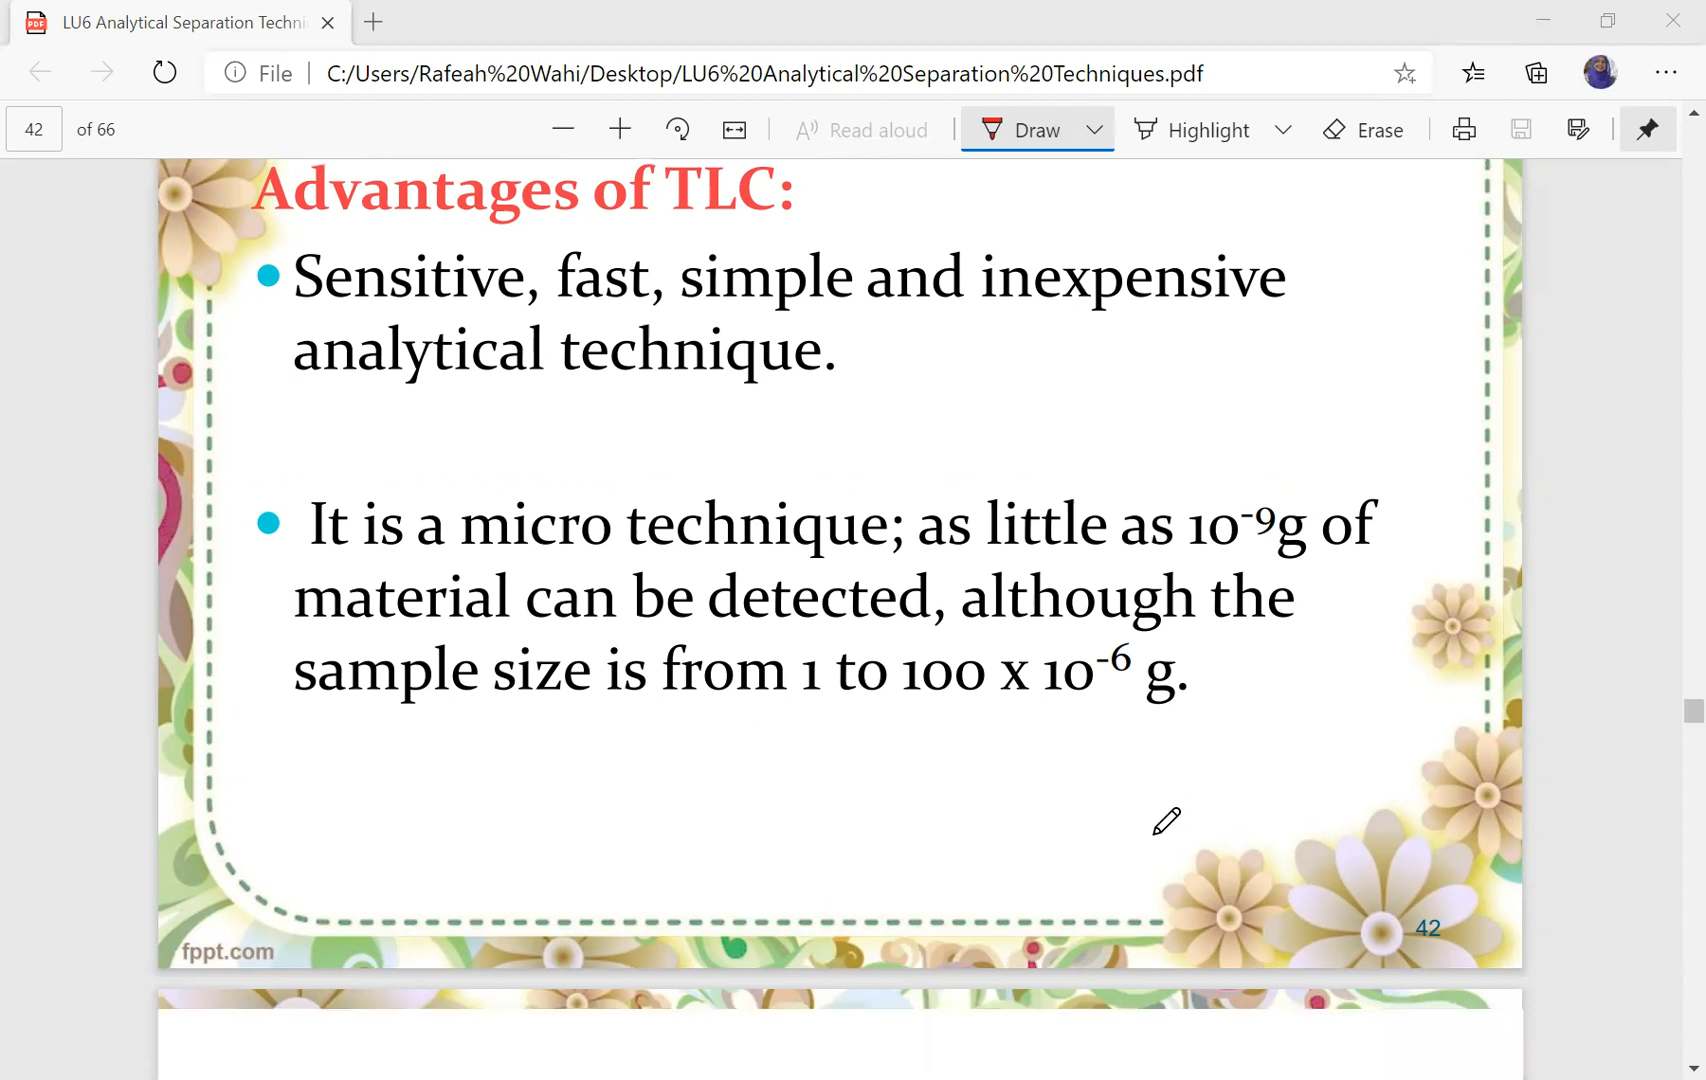 LU6 Analytical Separation Techni
File
C:/Users/Rafeah%20Wahi/Desktop/LU6%20Analytical%20Separation%20Techniques.pdf
42 of 66
Read aloud
Draw
Highlight
Erase
Advantages of TLC:
• Sensitive, fast, simple and inexpensive
analytical technique.
• It is a micro technique; as little as 10⁻⁹g of
material can be detected, although the
sample size is from 1 to 100 x 10⁻⁶ g.
42
fppt.com